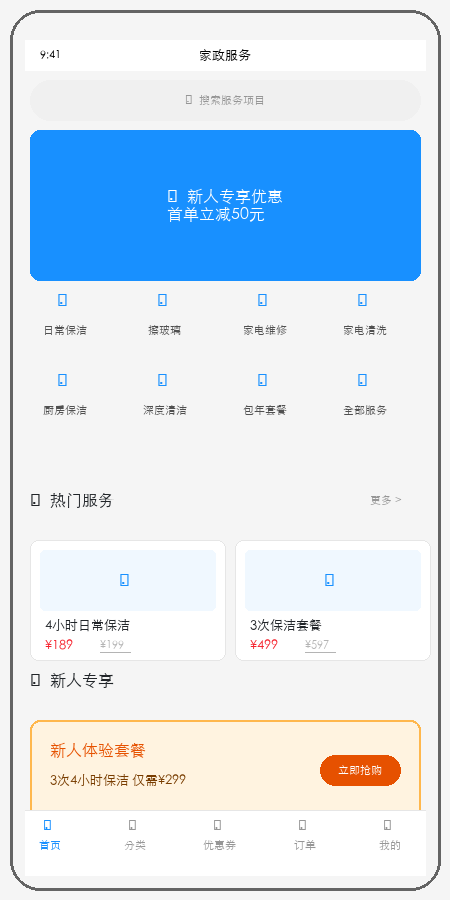 9:41 家政服务
搜索服务项目
新人专享优惠
首单立减50元
日常保洁 擦玻璃 家电维修 家电清洗
厨房保洁 深度清洁 包年套餐 全部服务
热门服务 更多 >
4小时日常保洁 3次保洁套餐
¥189 ¥199 ¥499 ¥597
新人专享
新人体验套餐
3次4小时保洁 仅需¥299
立即抢购
首页 分类 优惠券 订单 我的